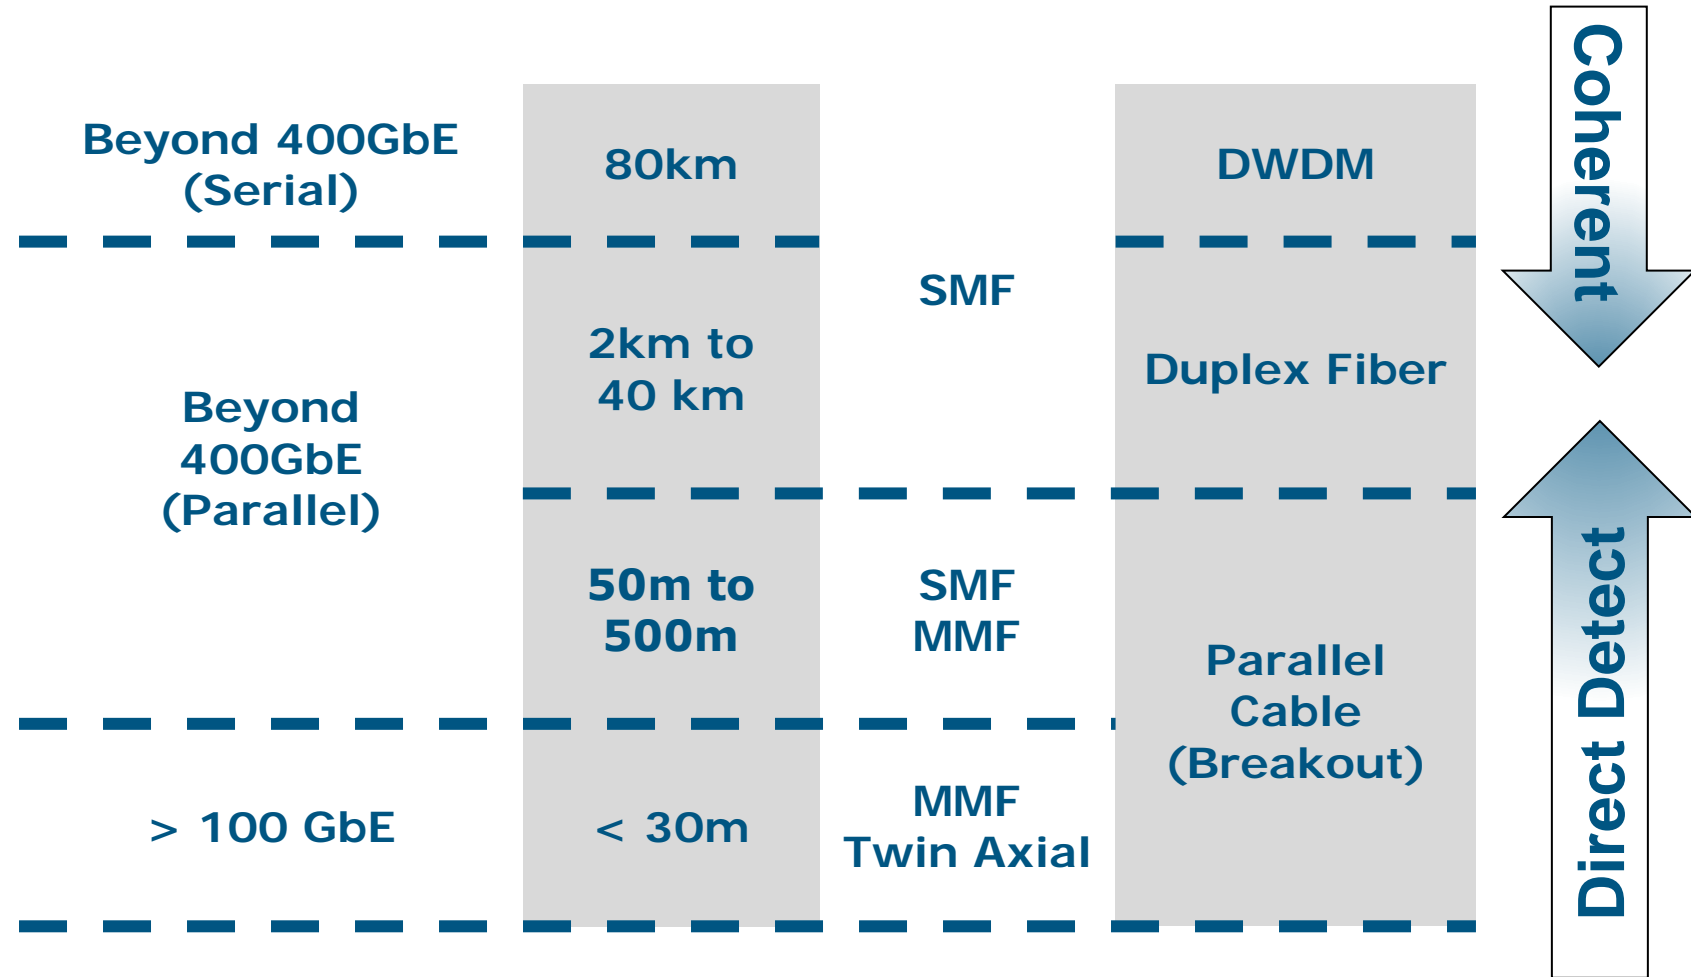 Beyond 400GbE
(Serial)
80km
DWDM
Coherent
SMF
2km to
40 km
Duplex Fiber
Beyond
400GbE
(Parallel)
50m to
500m
SMF
MMF
Parallel
Cable
(Breakout)
Direct Detect
> 100 GbE
< 30m
MMF
Twin Axial